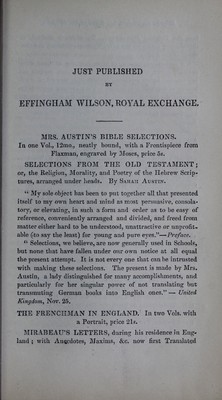 JUST PUBLISHED
BY
EFFINGHAM WILSON, ROYAL EXCHANGE.
MRS. AUSTIN'S BIBLE SELECTIONS.
In one Vol., 12mo, neatly bound, with a Frontispiece from
Flaxman, engraved by Moses, price 5s.
SELECTIONS FROM THE OLD TESTAMENT;
or, the Religion, Morality, and Poetry of the Hebrew Scrip-
tures, arranged under heads. By SARAH AUSTIN.
"My sole object has been to put together all that presented
itself to my own heart and mind as most persuasive, consola-
tory, or elevating, in such a form and order as to be easy of
reference, conveniently arranged and divided, and freed from
matter either hard to be understood, unattractive or unprofit-
able (to say the least) for young and pure eyes."—Preface.
"Selections, we believe, are now generally used in Schools,
but none that have fallen under our own notice at all equal
the present attempt. It is not every one that can be intrusted
with making these selections. The present is made by Mrs.
Austin, a lady distinguished for many accomplishments, and
particularly for her singular power of not translating but
transmuting German books into English ones." — United
Kingdom, Nov. 25.
THE FRENCHMAN IN ENGLAND. In two Vols. with
a Portrait, price 21s.
MIRABEAU'S LETTERS, during his residence in Eng-
land; with Anecdotes, Maxims, &c. now first Translated